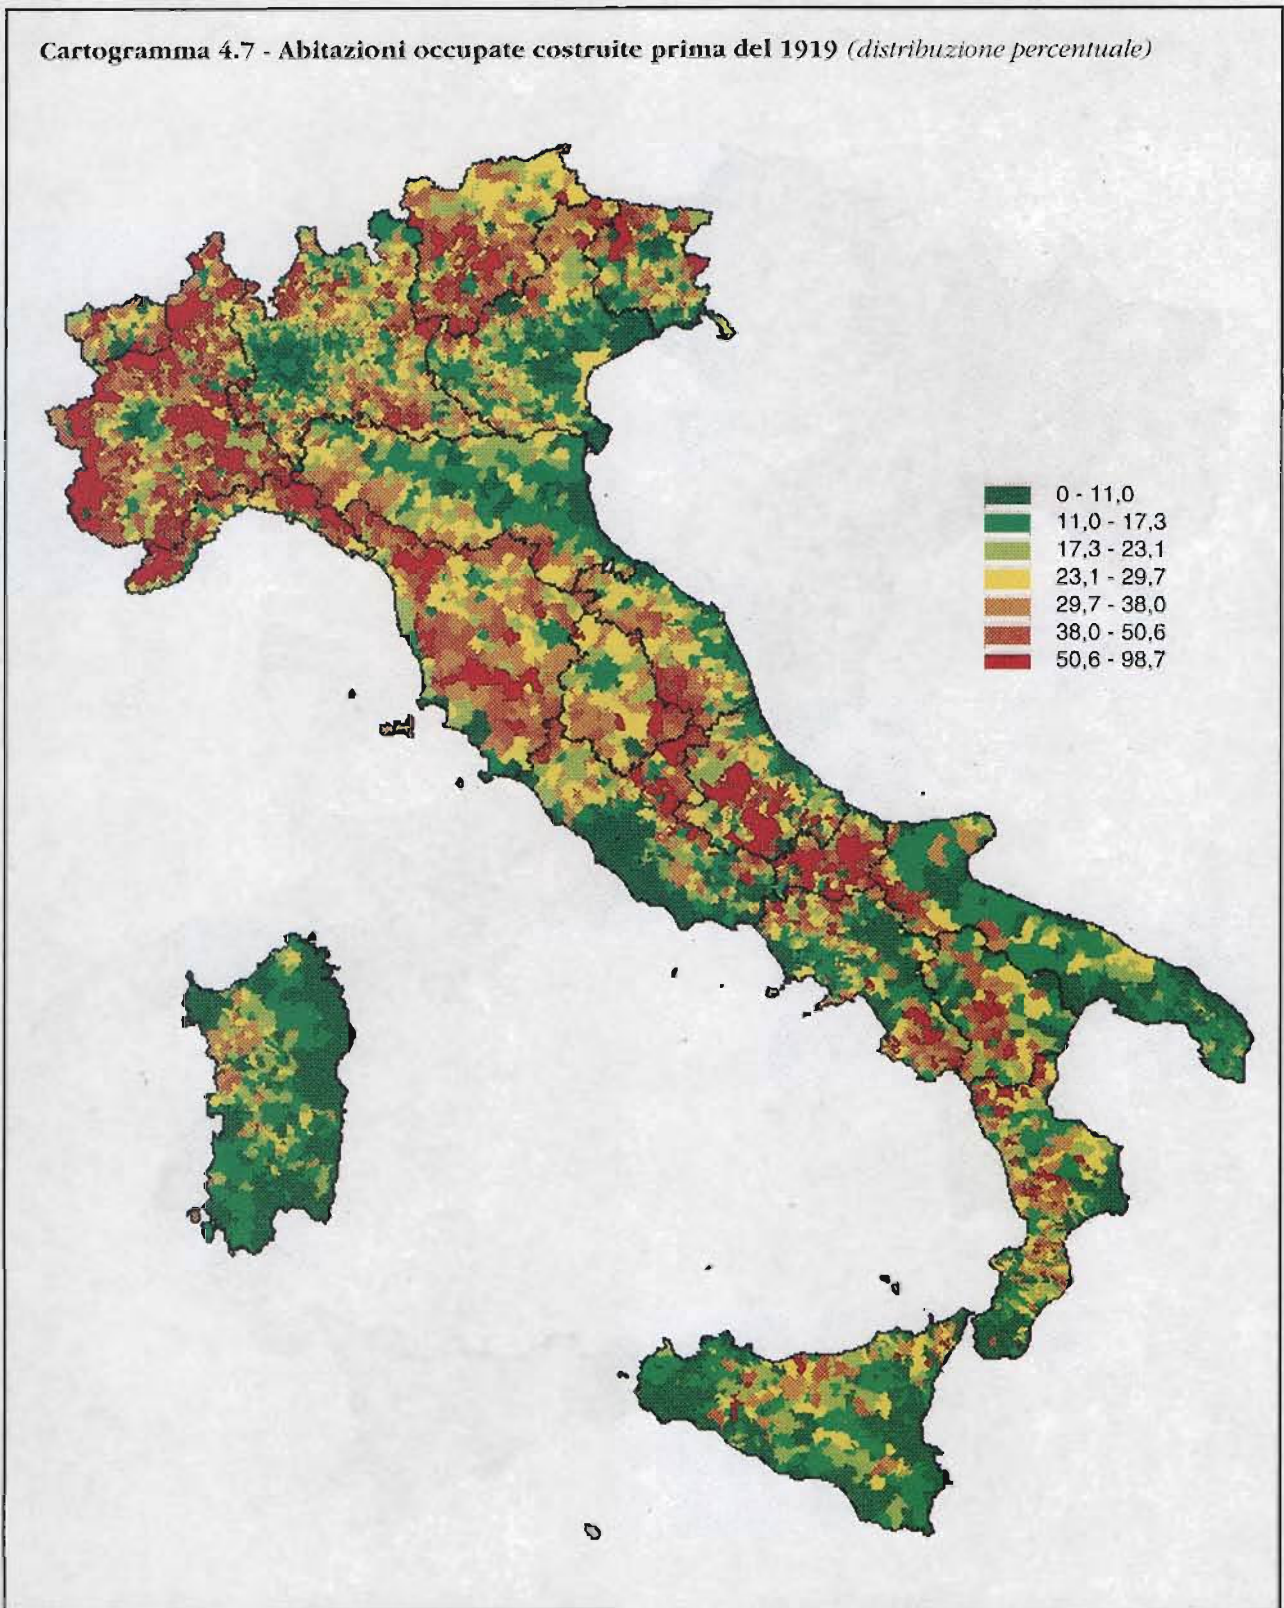 Cartogramma 4.7 - Abitazioni occupate costruite prima del 1919 (distribuzione percentuale)
0 - 11,0
11,0 - 17,3
17,3 - 23,1
23,1 - 29,7
29,7 - 38,0
38,0 - 50,6
50,6 - 98,7